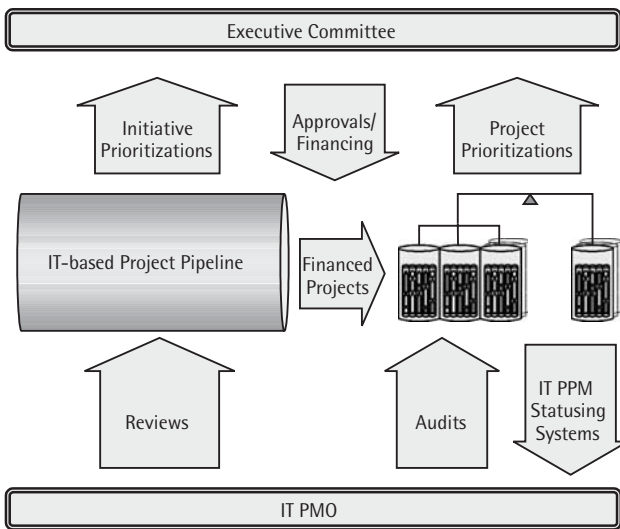 Executive Committee
Initiative
Prioritizations
Approvals/
Financing
Project
Prioritizations
IT-based Project Pipeline
Financed
Projects
Reviews
Audits
IT PPM
Statusing
Systems
IT PMO